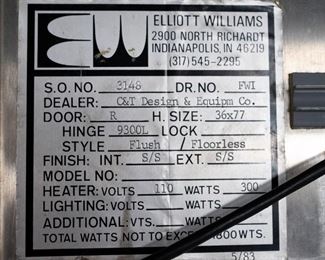 EW
ELLIOTT WILLIAMS
2900 NORTH RICHARDT
INDIANAPOLIS, IN 46219
(317)545-2295
S.O. NO. 3148 DR.NO. FWI
DEALER: C&T Design & Equipm Co.
DOOR: R H. SIZE: 36x77
HINGE 9300L LOCK
STYLE Flush / Floorless
FINISH: INT. S/S EXT. S/S
MODEL NO:
HEATER: VOLTS 110 WATTS 300
LIGHTING: VOLTS WATTS
ADDITIONAL: VTS. WATTS
TOTAL WATTS NOT TO EXCEED 1800 WTS.
5/83